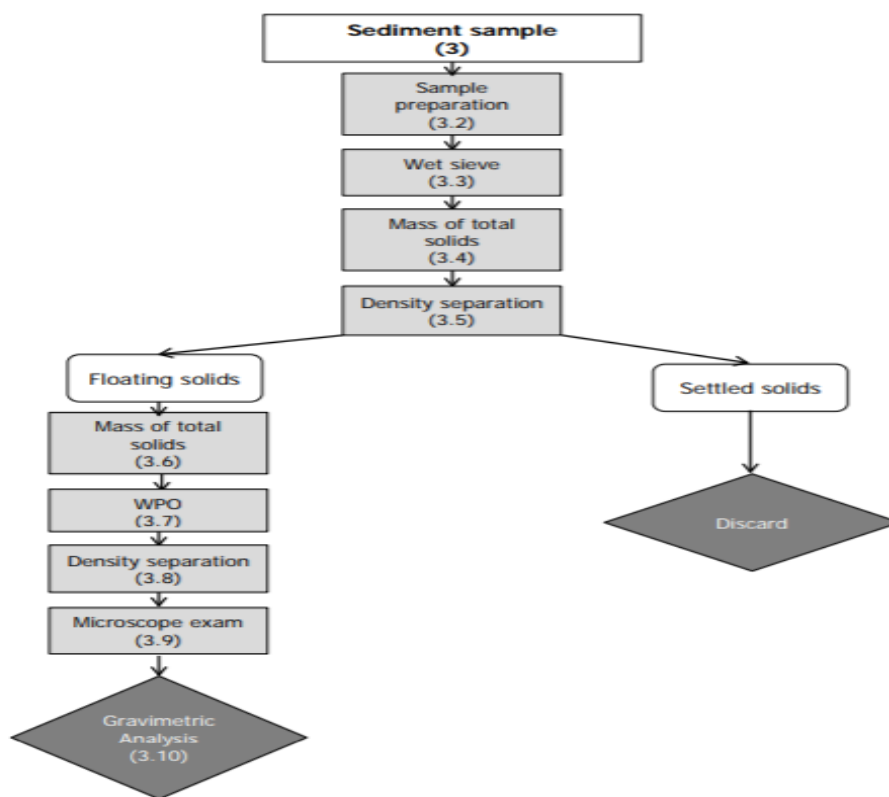 Sediment sample
(3)
Sample
preparation
(3.2)
Wet sieve
(3.3)
Mass of total
solids
(3.4)
Density separation
(3.5)
Floating solids
Settled solids
Mass of total
solids
(3.6)
WPO
(3.7)
Discard
Density separation
(3.8)
Microscope exam
(3.9)
Gravimetric
Analysis
(3.10)